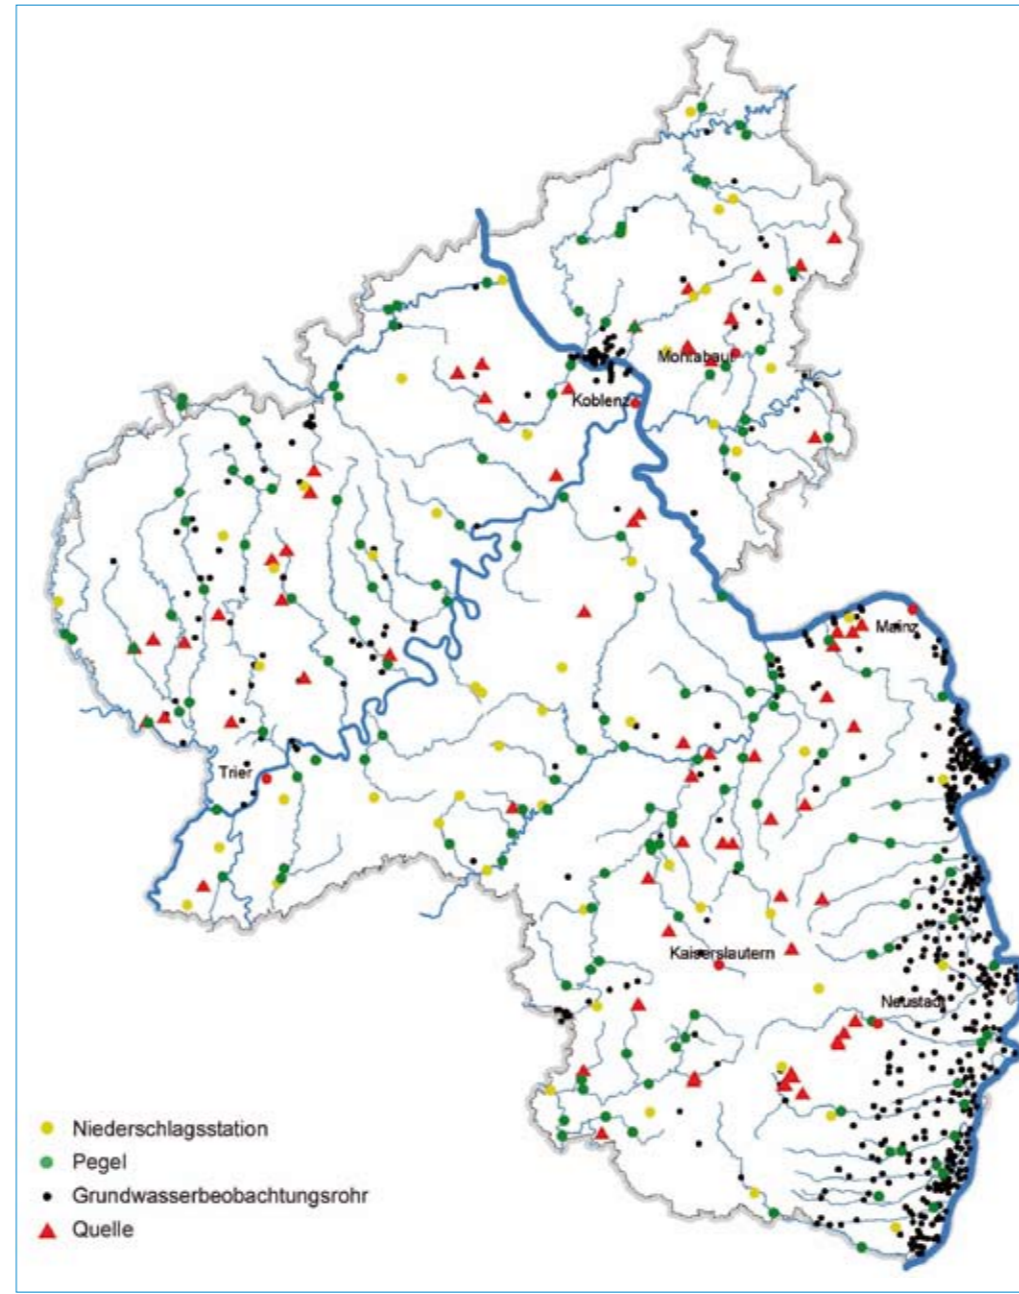 Montabaur
Koblenz
Mainz
Trier
Kaiserslautern
Neustadt
Niederschlagsstation
Pegel
Grundwasserbeobachtungsrohr
Quelle